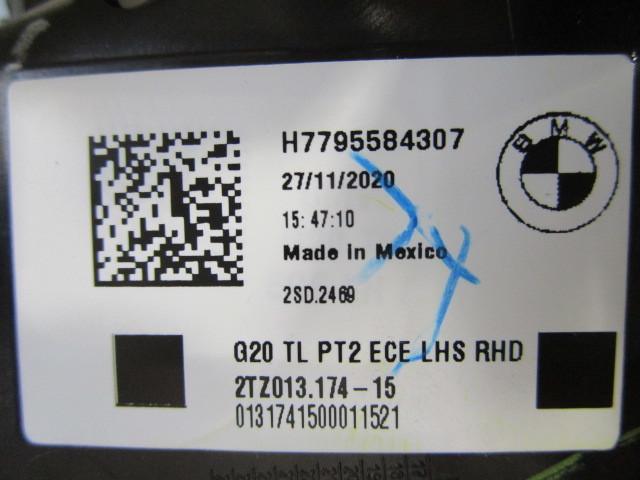 H7795584307
BMW
27/11/2020
15:47:10
Made in Mexico
2SD.2469
G20 TL PT2 ECE LHS RHD
2TZ013.174-15
0131741500011521